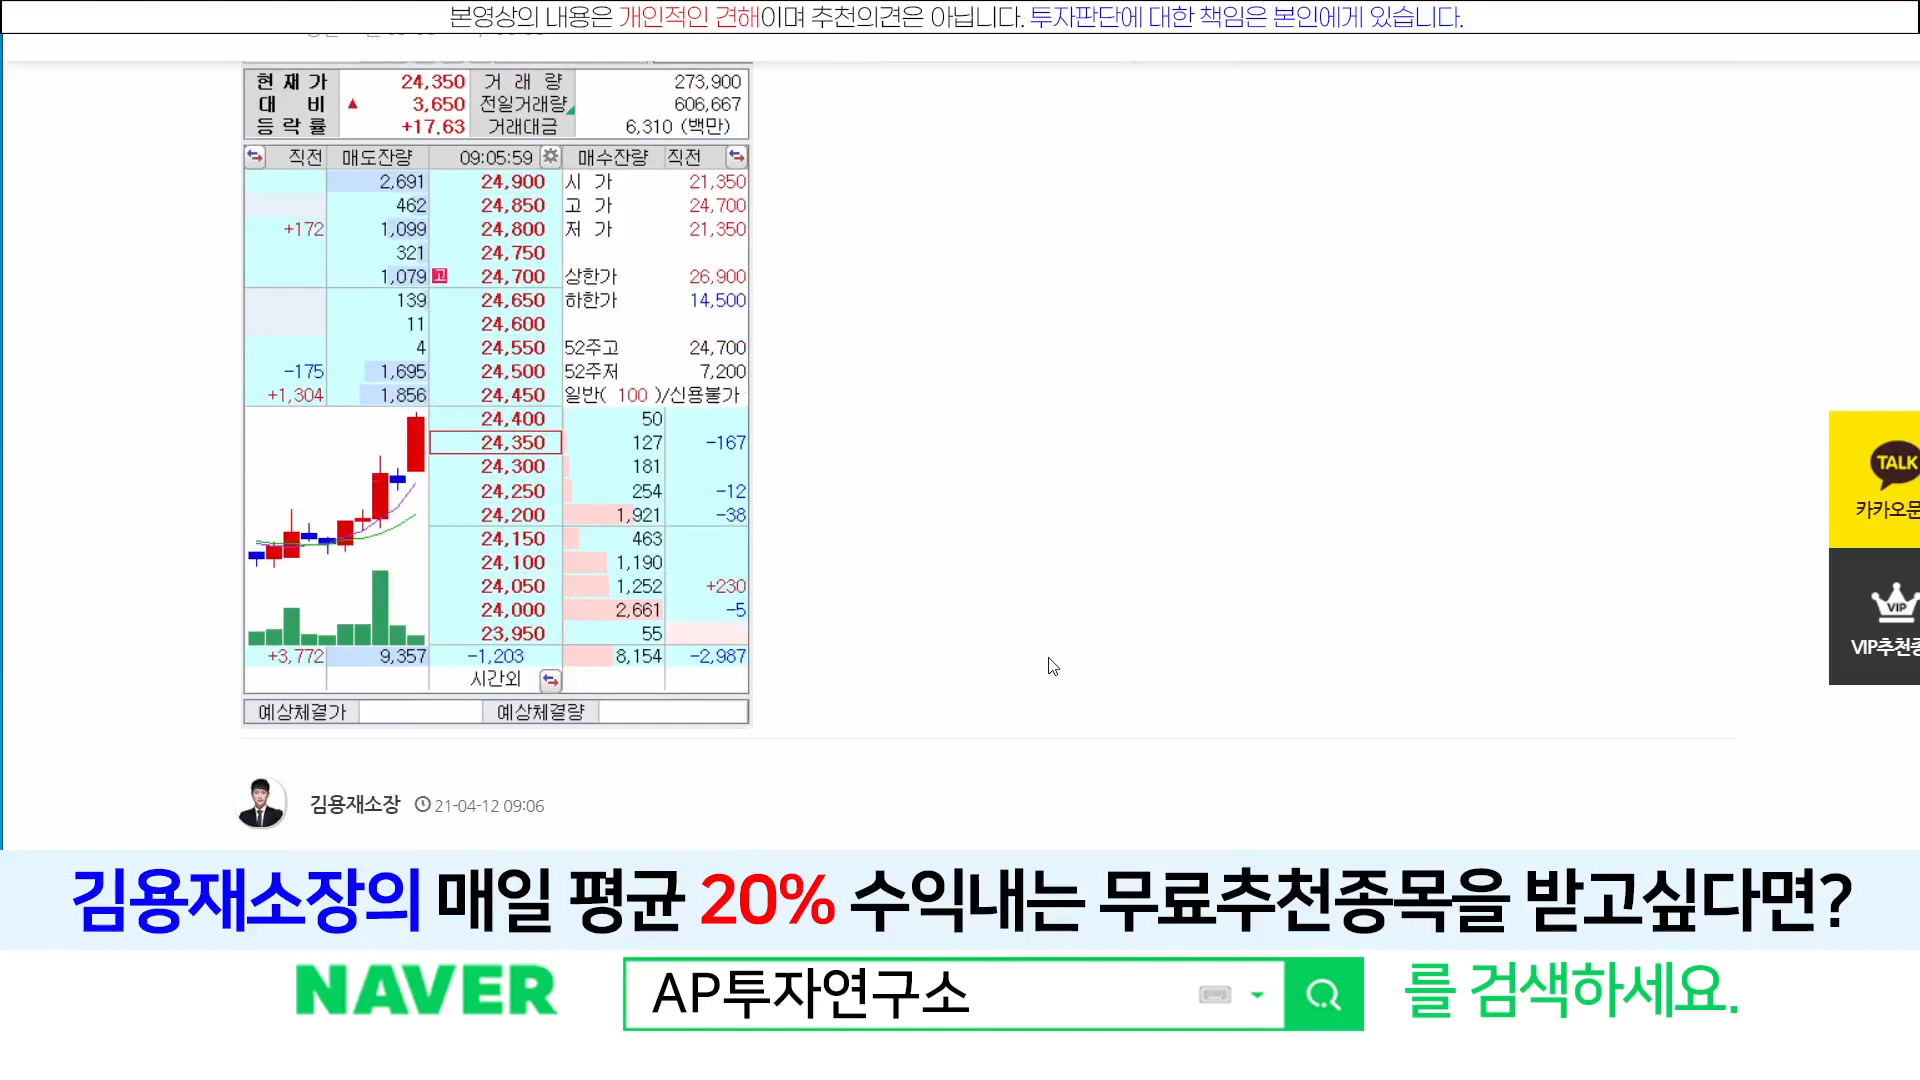 본영상의 내용은 개인적인 견해이며 추천의견은 아닙니다. 투자판단에 대한 책임은 본인에게 있습니다.
현재가 24,350 거래량 273,900
대비 ▲ 3,650 전일거래량 606,667
등락률 +17.63 거래대금 6,310 (백만)
직전 매도잔량 09:05:59 매수잔량 직전
2,691 24,900 시 가 21,350
462 24,850 고 가 24,700
+172 1,099 24,800 저 가 21,350
321 24,750
1,079 고 24,700 상한가 26,900
139 24,650 하한가 14,500
11 24,600
4 24,550 52주고 24,700
-175 1,695 24,500 52주저 7,200
+1,304 1,856 24,450 일반( 100 )/신용불가
24,400 50
24,350 127 -167
24,300 181
24,250 254 -12
24,200 1,921 -38
24,150 463
24,100 1,190
24,050 1,252 +230
24,000 2,661 -5
23,950 55
+3,772 9,357 -1,203 8,154 -2,987
시간외
예상체결가 예상체결량
TALK
카카오문
VIP
VIP추천종
김용재소장 21-04-12 09:06
김용재소장의 매일 평균 20% 수익내는 무료추천종목을 받고싶다면?
NAVER AP투자연구소 를 검색하세요.